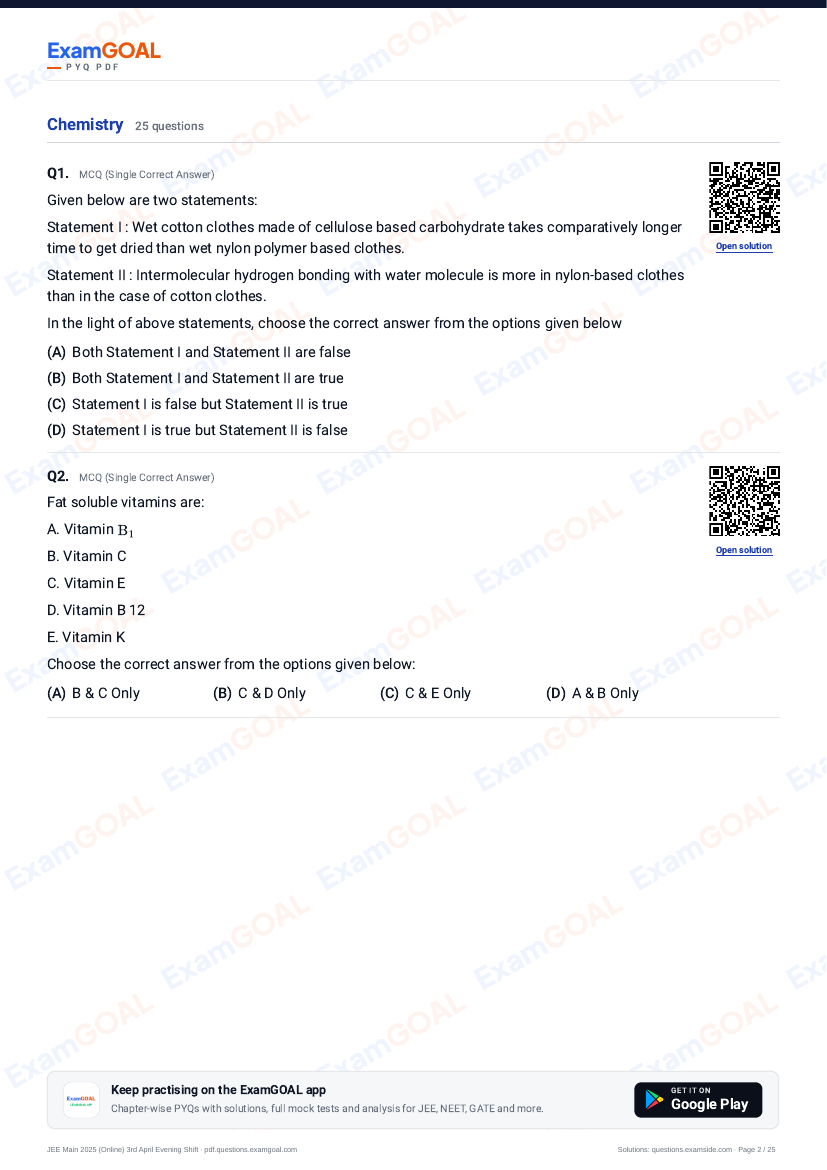 ExamGOAL
PYQ PDF
Chemistry 25 questions
Q1. MCQ (Single Correct Answer)
Given below are two statements:
Statement I : Wet cotton clothes made of cellulose based carbohydrate takes comparatively longer
time to get dried than wet nylon polymer based clothes.
Open solution
Statement II : Intermolecular hydrogen bonding with water molecule is more in nylon-based clothes
than in the case of cotton clothes.
In the light of above statements, choose the correct answer from the options given below
(A) Both Statement I and Statement II are false
(B) Both Statement I and Statement II are true
(C) Statement I is false but Statement II is true
(D) Statement I is true but Statement II is false
Q2. MCQ (Single Correct Answer)
Fat soluble vitamins are:
A. Vitamin B₁
B. Vitamin C
Open solution
C. Vitamin E
D. Vitamin B 12
E. Vitamin K
Choose the correct answer from the options given below:
(A) B & C Only (B) C & D Only (C) C & E Only (D) A & B Only
Keep practising on the ExamGOAL app
Chapter-wise PYQs with solutions, full mock tests and analysis for JEE, NEET, GATE and more.
GET IT ON
Google Play
JEE Main 2025 (Online) 3rd April Evening Shift · pdf.questions.examgoal.com
Solutions: questions.examside.com · Page 2 / 25